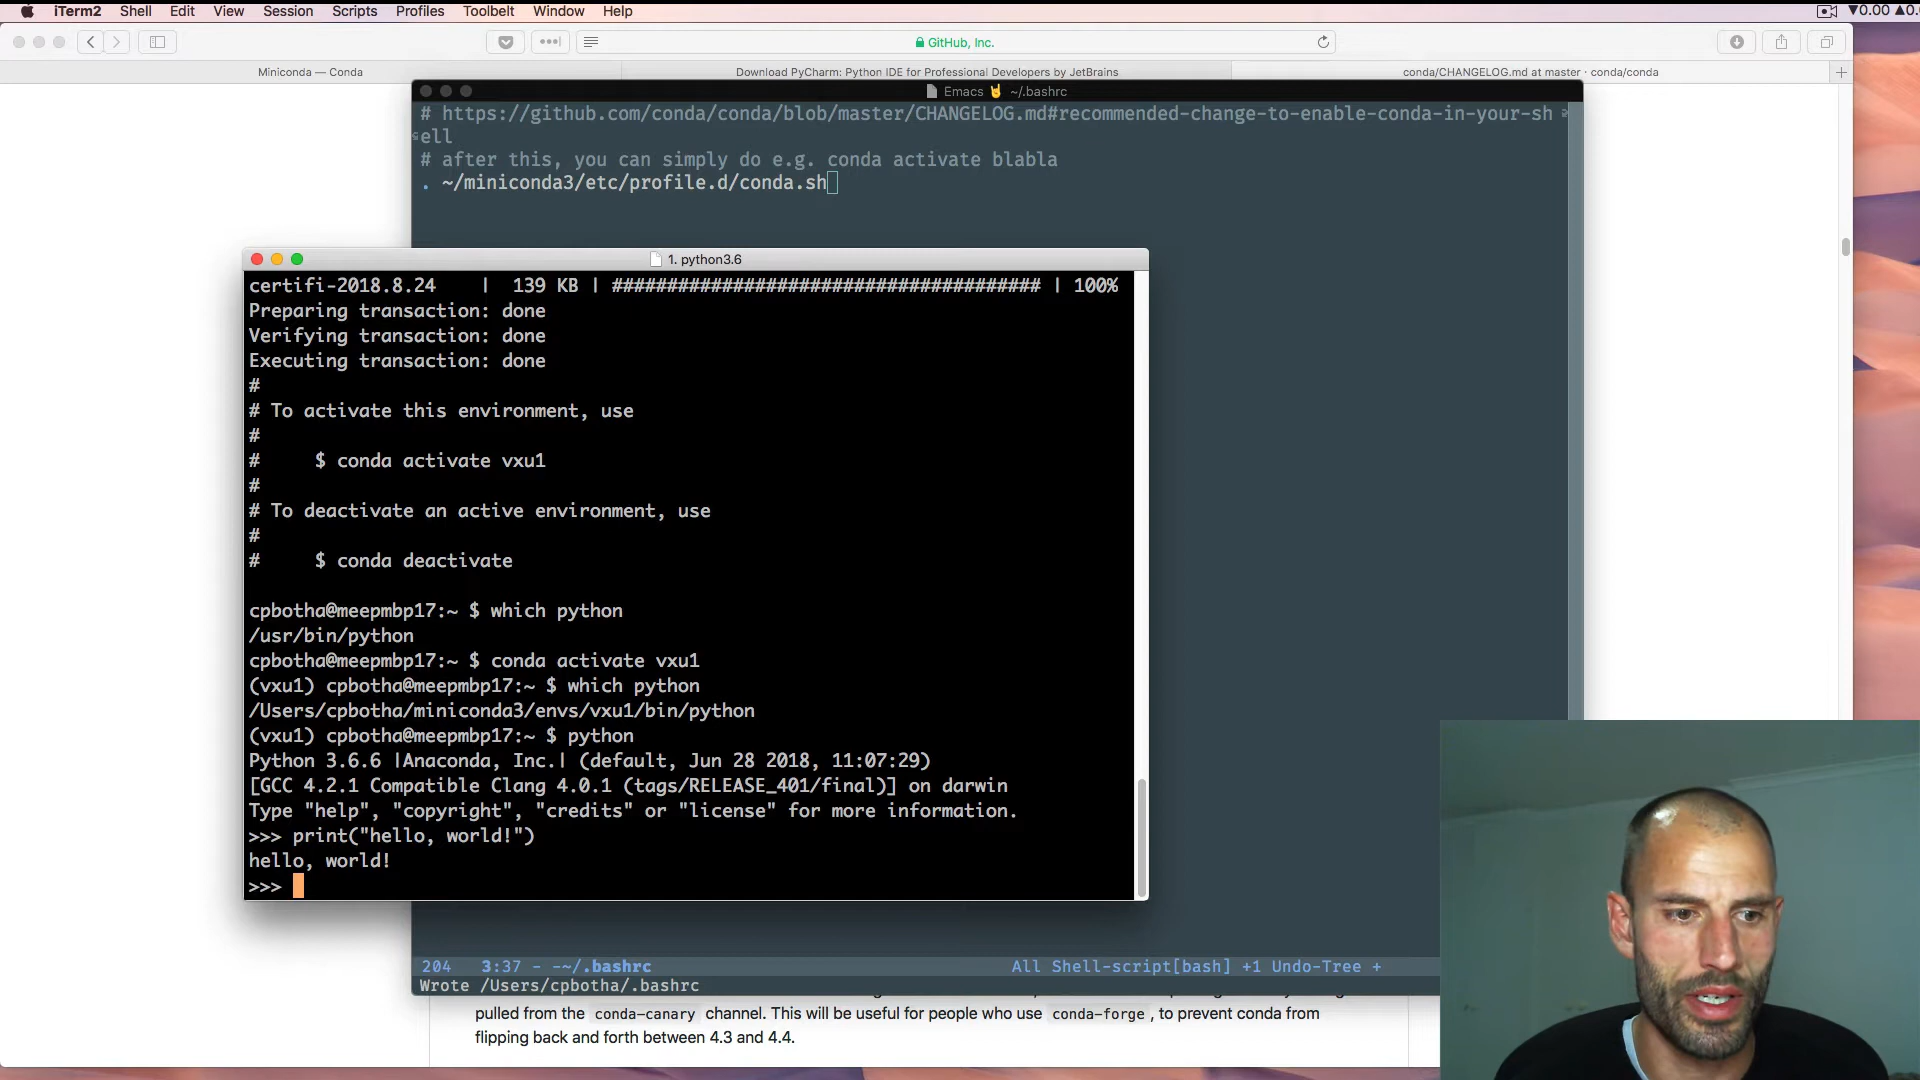 iTerm2 Shell Edit View Session Scripts Profiles Toolbelt Window Help
GitHub, Inc.
Miniconda — Conda
Download PyCharm: Python IDE for Professional Developers by JetBrains
conda/CHANGELOG.md at master · conda/conda
Emacs 🤘 ~/.bashrc
# https://github.com/conda/conda/blob/master/CHANGELOG.md#recommended-change-to-enable-conda-in-your-sh
ell
# after this, you can simply do e.g. conda activate blabla
. ~/miniconda3/etc/profile.d/conda.sh
1. python3.6
certifi-2018.8.24 | 139 KB | ####################################### | 100%
Preparing transaction: done
Verifying transaction: done
Executing transaction: done
#
# To activate this environment, use
#
# $ conda activate vxu1
#
# To deactivate an active environment, use
#
# $ conda deactivate
cpbotha@meepmbp17:~ $ which python
/usr/bin/python
cpbotha@meepmbp17:~ $ conda activate vxu1
(vxu1) cpbotha@meepmbp17:~ $ which python
/Users/cpbotha/miniconda3/envs/vxu1/bin/python
(vxu1) cpbotha@meepmbp17:~ $ python
Python 3.6.6 |Anaconda, Inc.| (default, Jun 28 2018, 11:07:29)
[GCC 4.2.1 Compatible Clang 4.0.1 (tags/RELEASE_401/final)] on darwin
Type "help", "copyright", "credits" or "license" for more information.
>>> print("hello, world!")
hello, world!
>>>
204 3:37 - -~/.bashrc All Shell-script[bash] +1 Undo-Tree +
Wrote /Users/cpbotha/.bashrc
pulled from the conda-canary channel. This will be useful for people who use conda-forge, to prevent conda from
flipping back and forth between 4.3 and 4.4.